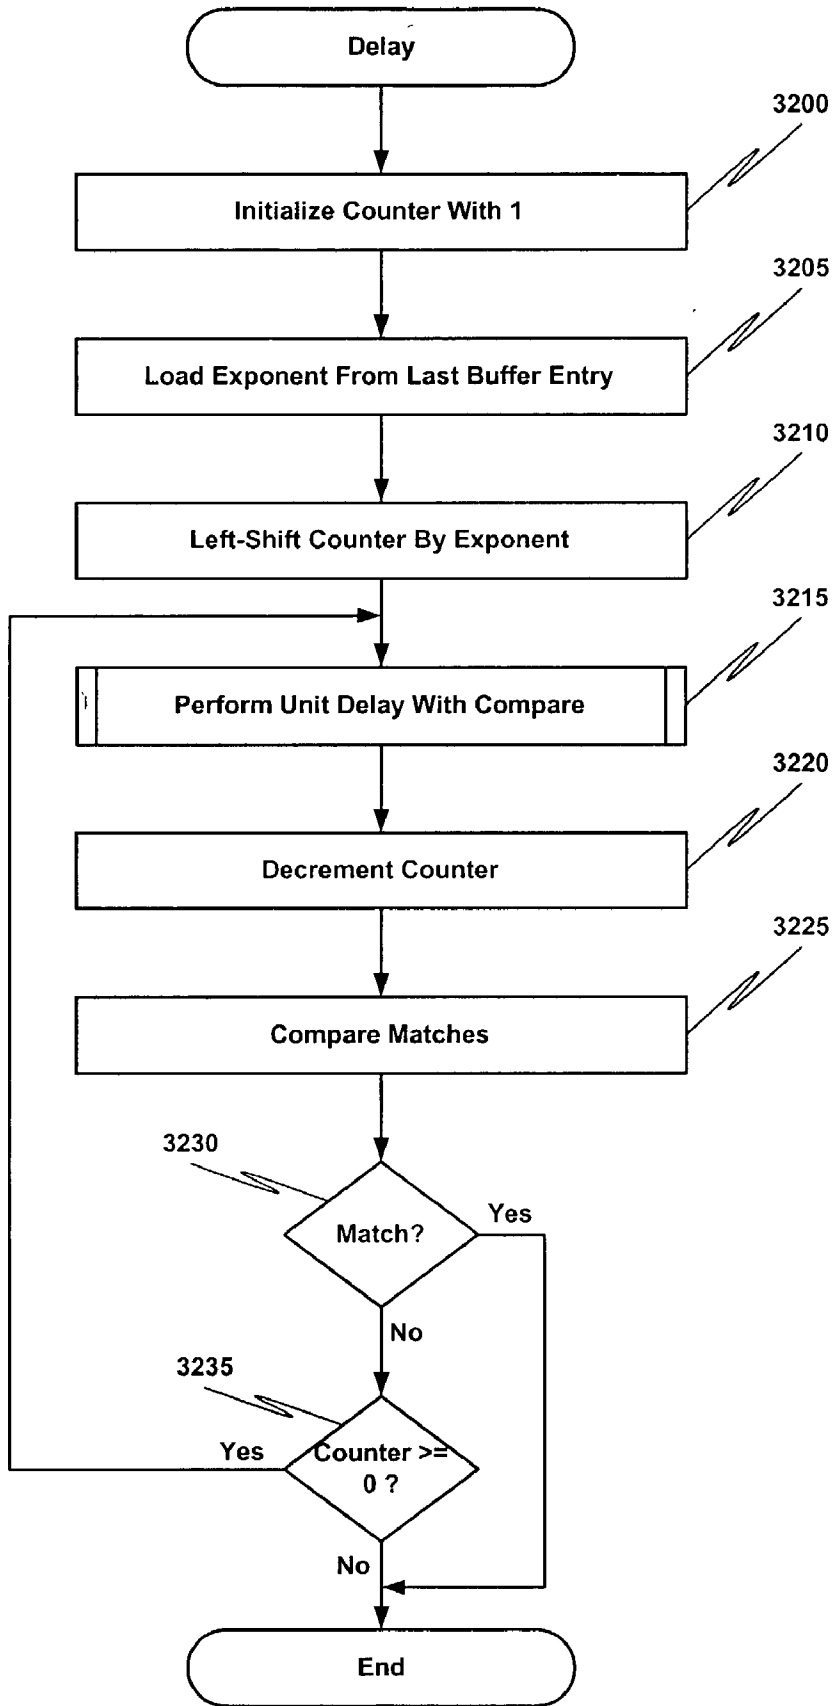 Delay
3200
Initialize Counter With 1
3205
Load Exponent From Last Buffer Entry
3210
Left-Shift Counter By Exponent
3215
Perform Unit Delay With Compare
3220
Decrement Counter
3225
Compare Matches
3230
Match?
Yes
No
3235
Yes
Counter >=
0 ?
No
End